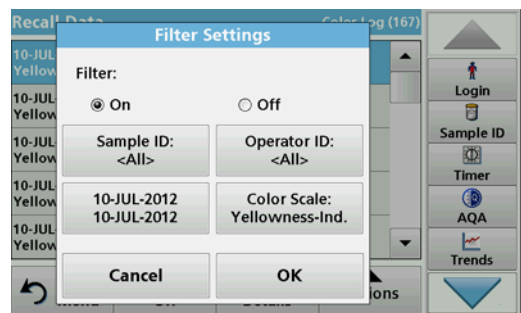 Recall Data
Color Log (167)
Filter Settings
Filter:
On
Off
Sample ID:
<All>
Operator ID:
<All>
10-JUL-2012
10-JUL-2012
Color Scale:
Yellowness-Ind.
Cancel
OK
10-JUL
Yellow
10-JUL
Yellow
10-JUL
Yellow
10-JUL
Yellow
10-JUL
Yellow
Login
Sample ID
Timer
AQA
Trends